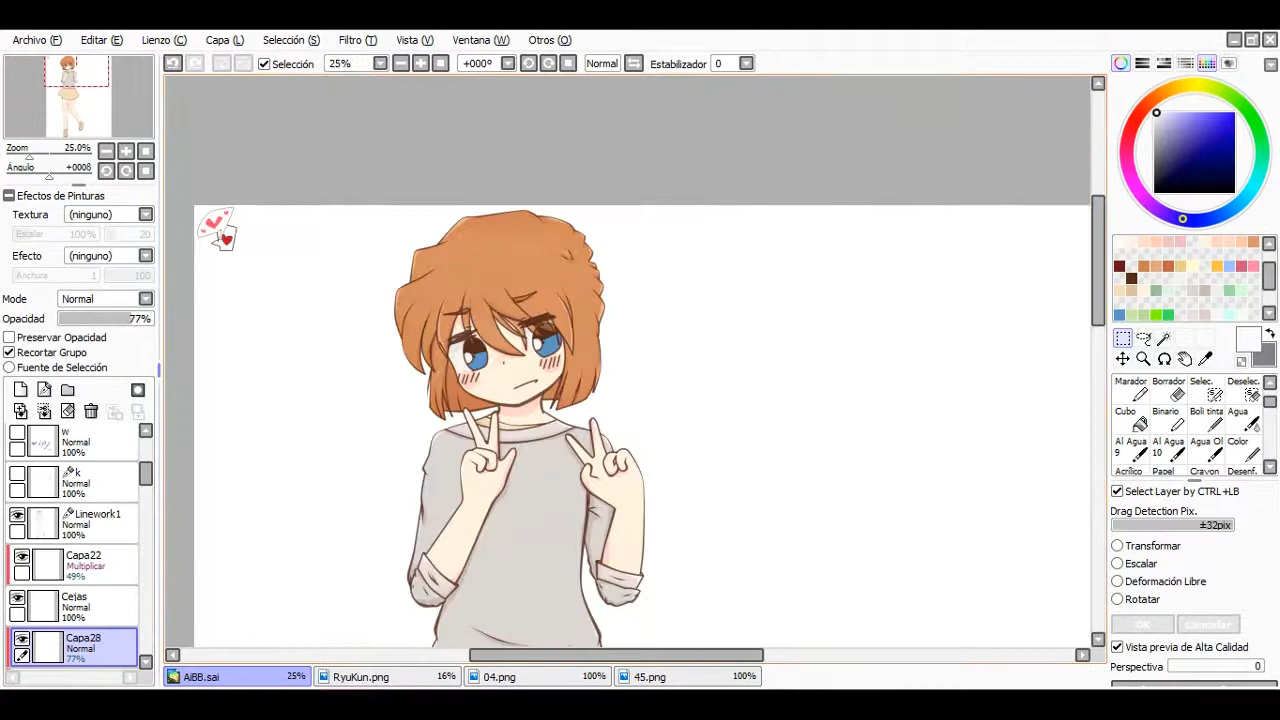 Archivo (F) Editar (E) Lienzo (C) Capa (L) Selección (S) Filtro (T) Vista (V) Ventana (W) Otros (O)
Selección 25% +000º Normal Estabilizador 0
Zoom 25.0%
Ángulo +0008
Efectos de Pinturas
Textura (ninguno)
Escalar 100% 20
Efecto (ninguno)
Anchura 1 100
Mode Normal
Opacidad 77%
Preservar Opacidad
Recortar Grupo
Fuente de Selección
w
Normal
100%
k
Normal
100%
Linework1
Normal
100%
Capa22
Multiplicar
49%
Cejas
Normal
100%
Capa28
Normal
77%
AiBB.sai 25% RyuKun.png 16% 04.png 100% 45.png 100%
Marador Borrador Selec. Deselec.
Cubo Binario Boli tinta Agua
Al Agua 9 Al Agua 10 Agua Ol Color
Acrílico Papel Crayon Desenf.
Select Layer by CTRL+LB
Drag Detection Pix.
±32pix
Transformar
Escalar
Deformación Libre
Rotatar
OK Cancelar
Vista previa de Alta Calidad
Perspectiva 0